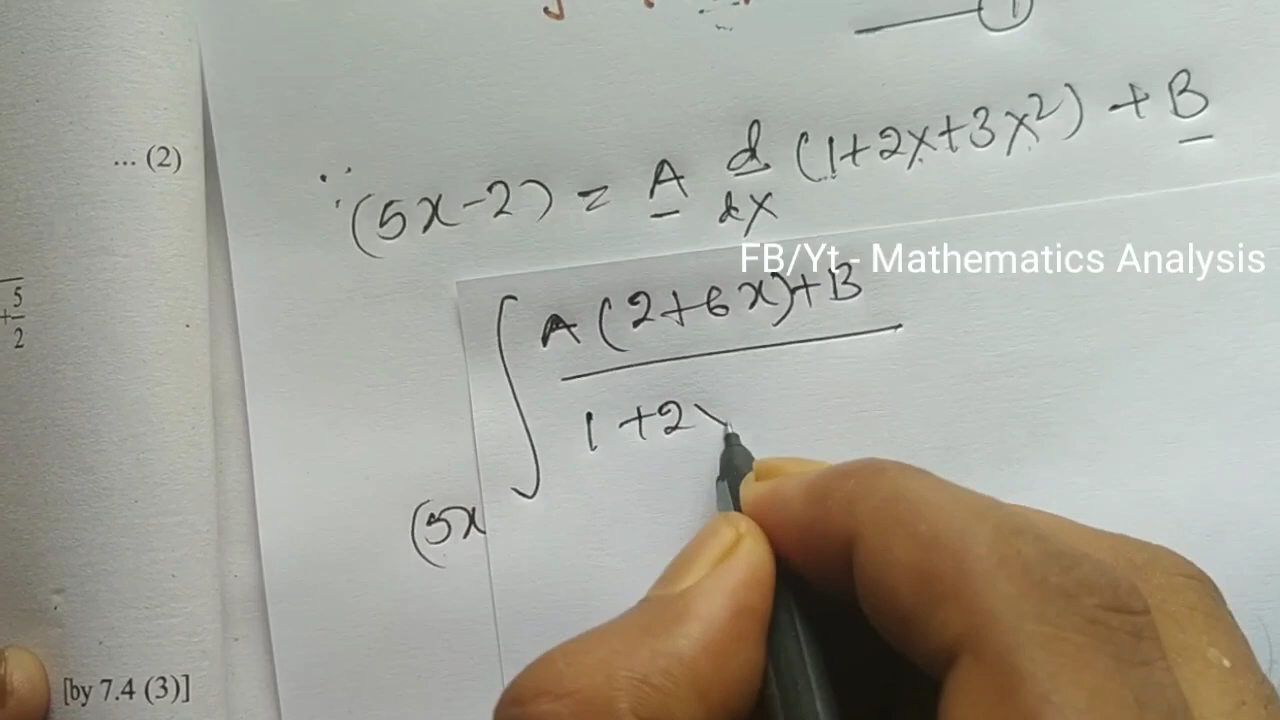 1
... (2)
∵ (5x-2) = A d/dx (1+2x+3x²) + B
FB/Yt - Mathematics Analysis
∫ A(2+6x)+B
1+2
+5/2
(5x
[by 7.4 (3)]